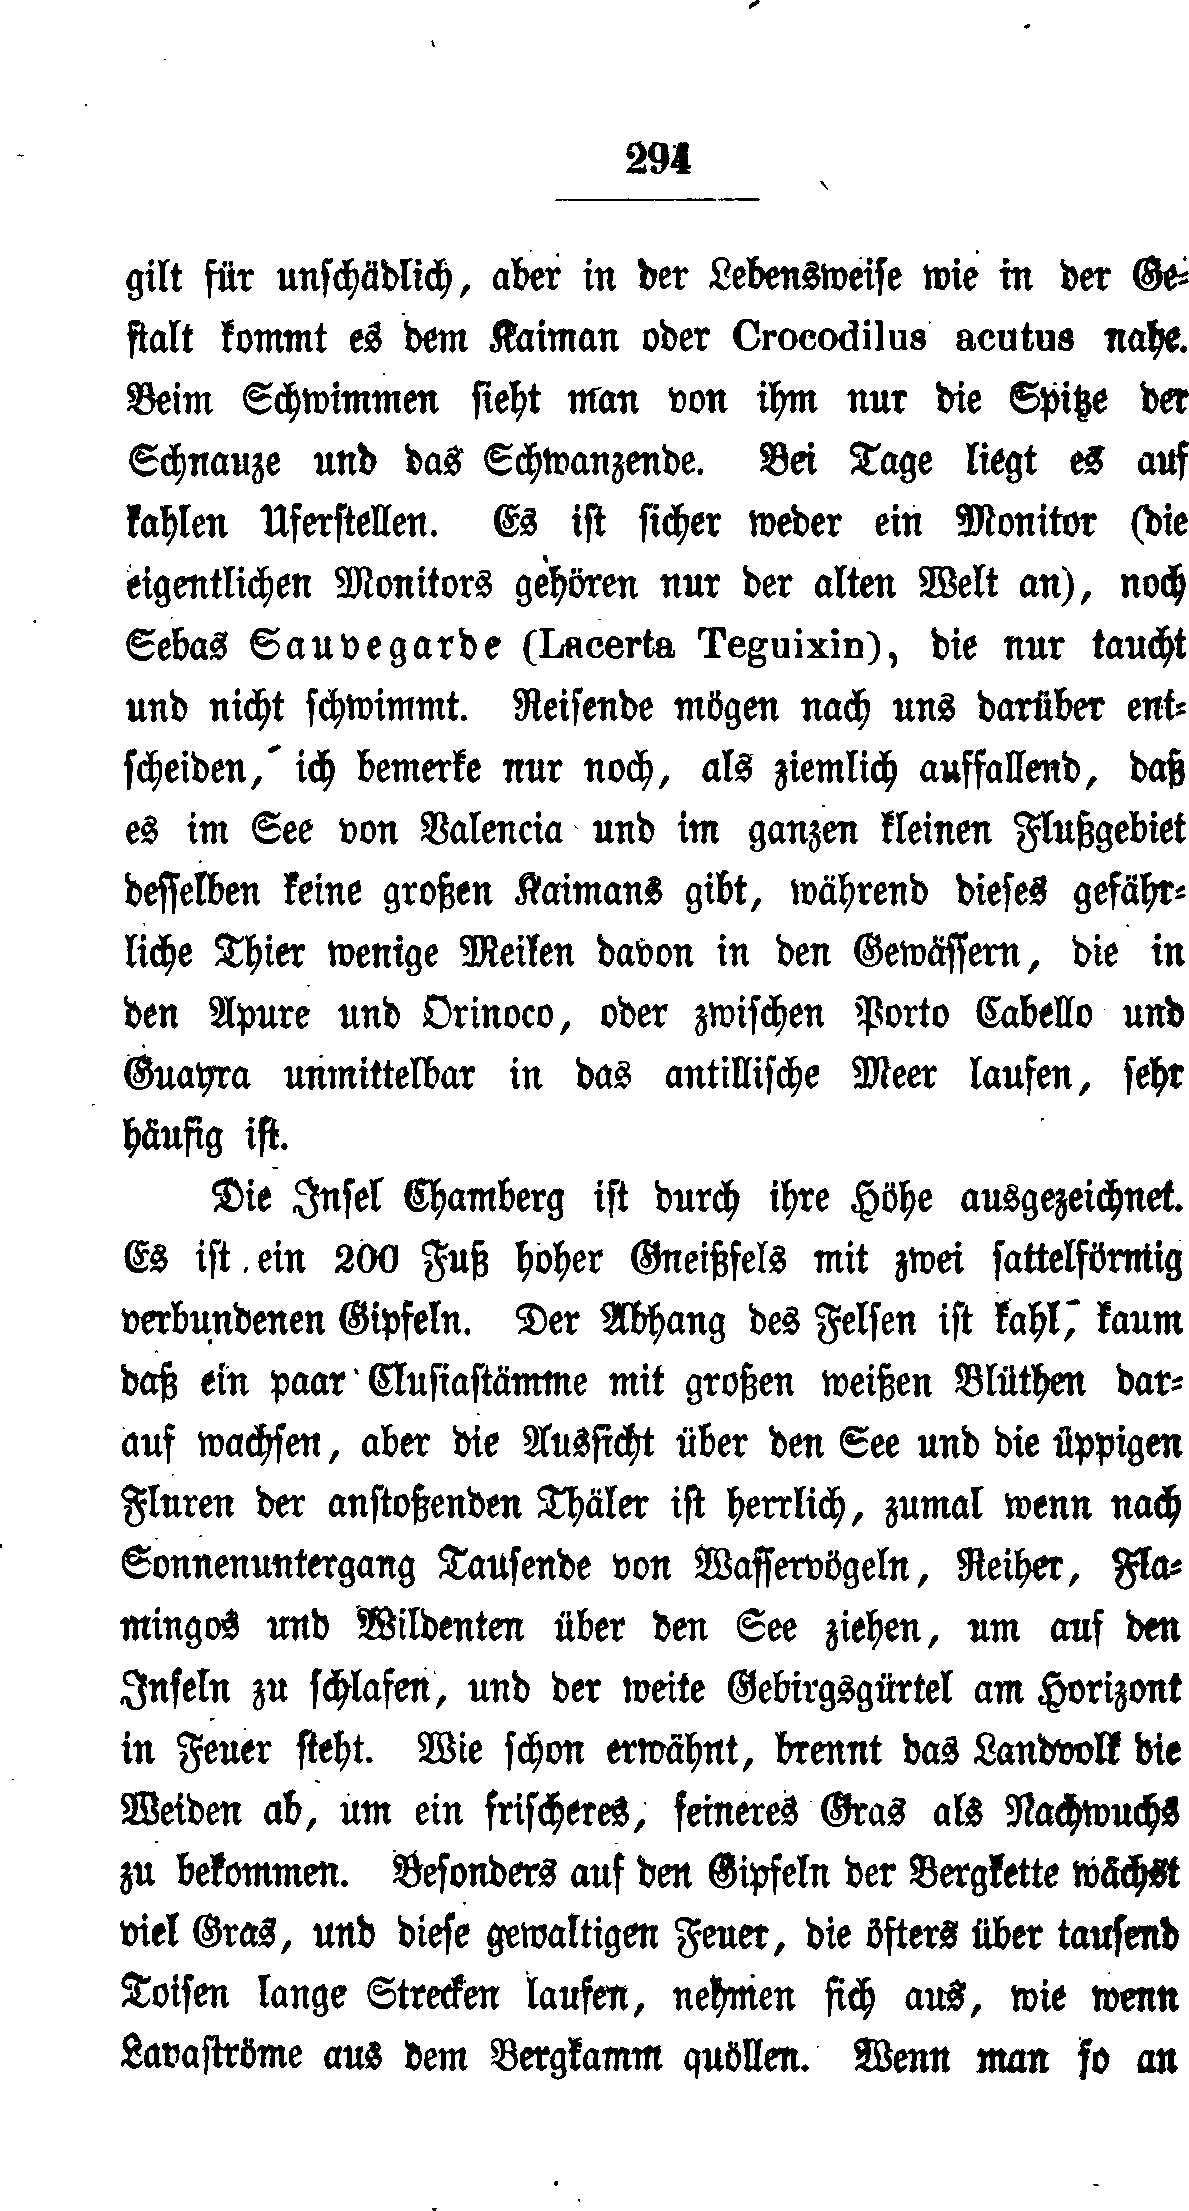 294
gilt für unschädlich, aber in der Lebensweise wie in der Ge-
stalt kommt es dem Kaiman oder Crocodilus acutus nahe.
Beim Schwimmen sieht man von ihm nur die Spitze der
Schnauze und das Schwanzende. Bei Tage liegt es auf
kahlen Uferstellen. Es ist sicher weder ein Monitor (die
eigentlichen Monitors gehören nur der alten Welt an), noch
Sebas Sauvegarde (Lacerta Teguixin), die nur taucht
und nicht schwimmt. Reisende mögen nach uns darüber ent-
scheiden, ich bemerke nur noch, als ziemlich auffallend, daß
es im See von Valencia und im ganzen kleinen Flußgebiet
desselben keine großen Kaimans gibt, während dieses gefähr-
liche Thier wenige Meilen davon in den Gewässern, die in
den Apure und Orinoco, oder zwischen Porto Cabello und
Guayra unmittelbar in das antillische Meer laufen, sehr
häufig ist.
Die Insel Chamberg ist durch ihre Höhe ausgezeichnet.
Es ist ein 200 Fuß hoher Gneißfels mit zwei sattelförmig
verbundenen Gipfeln. Der Abhang des Felsen ist kahl, kaum
daß ein paar Clusiastämme mit großen weißen Blüthen dar-
auf wachsen, aber die Aussicht über den See und die üppigen
Fluren der anstoßenden Thäler ist herrlich, zumal wenn nach
Sonnenuntergang Tausende von Wasservögeln, Reiher, Fla-
mingos und Wildenten über den See ziehen, um auf den
Inseln zu schlafen, und der weite Gebirgsgürtel am Horizont
in Feuer steht. Wie schon erwähnt, brennt das Landvolk die
Weiden ab, um ein frischeres, feineres Gras als Nachwuchs
zu bekommen. Besonders auf den Gipfeln der Bergkette wächst
viel Gras, und diese gewaltigen Feuer, die öfters über tausend
Toisen lange Strecken laufen, nehmen sich aus, wie wenn
Lavaströme aus dem Bergkamm quöllen. Wenn man so an